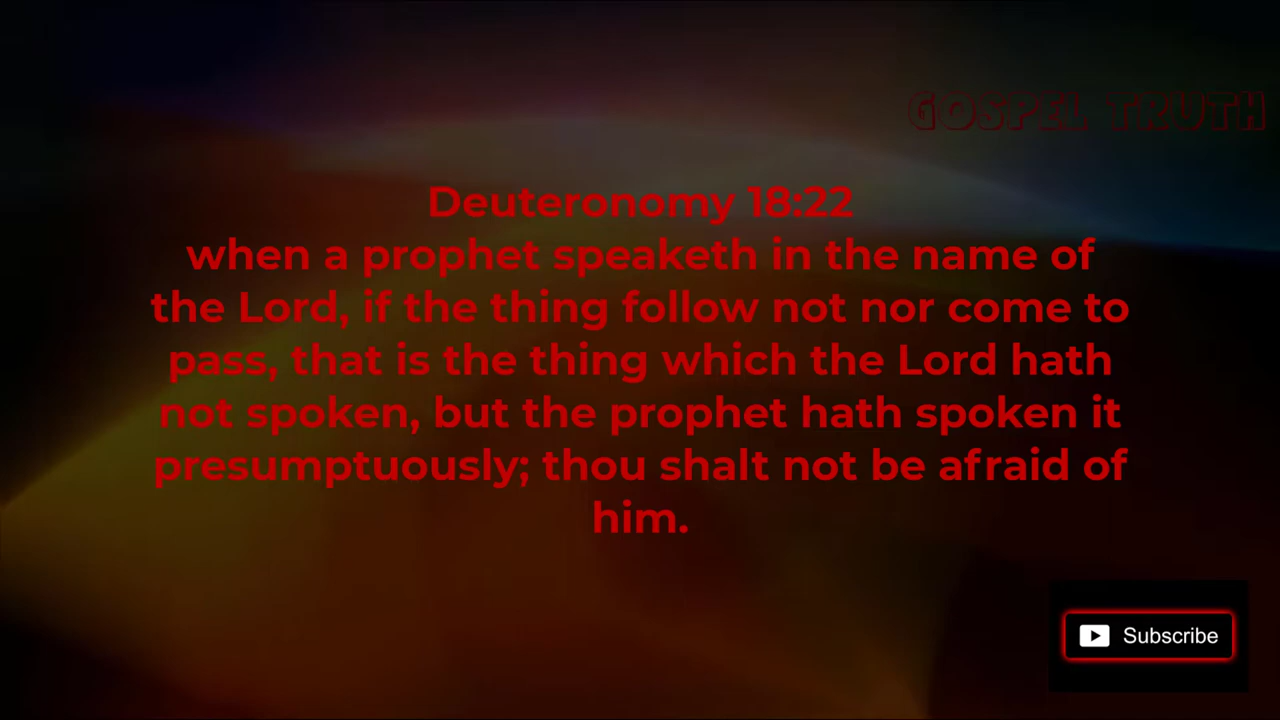 GOSPEL TRUTH
Deuteronomy 18:22
when a prophet speaketh in the name of
the Lord, if the thing follow not nor come to
pass, that is the thing which the Lord hath
not spoken, but the prophet hath spoken it
presumptuously; thou shalt not be afraid of
him.
Subscribe